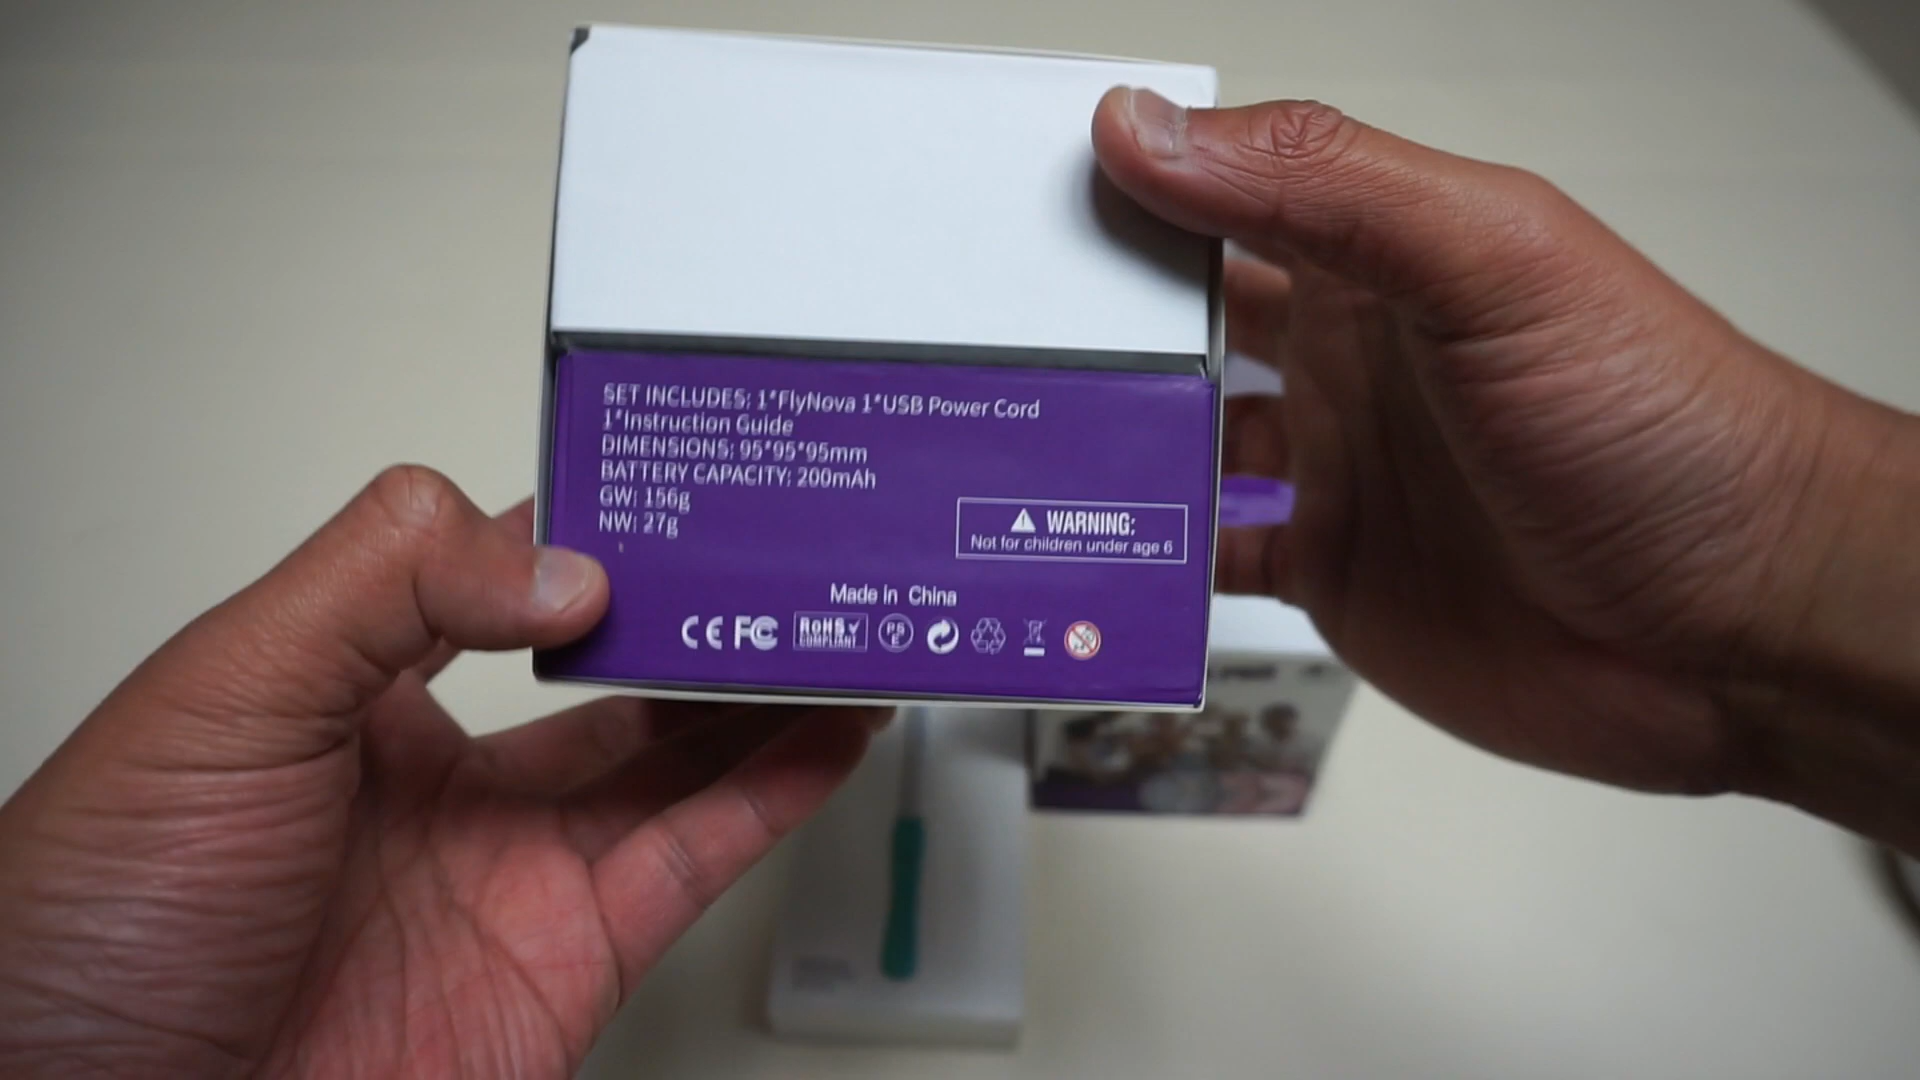 SET INCLUDES: 1*FlyNova 1*USB Power Cord
1*Instruction Guide
DIMENSIONS: 95*95*95mm
BATTERY CAPACITY: 200mAh
GW: 156g
NW: 27g
WARNING:
Not for children under age 6
Made in China
CE FC RoHS COMPLIANT PSE